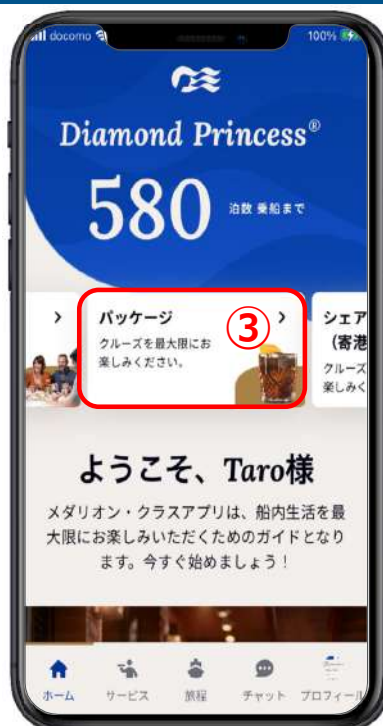 docomo
100%
Diamond Princess®
580 泊数 乗船まで
パッケージ
クルーズを最大限にお
楽しみください。
③
シェア
(寄港
クルーズ
楽しみく
ようこそ、Taro様
メダリオン・クラスアプリは、船内生活を最
大限にお楽しみいただくためのガイドとなり
ます。今すぐ始めましょう！
ホーム
サービス
旅程
チャット
プロフィール